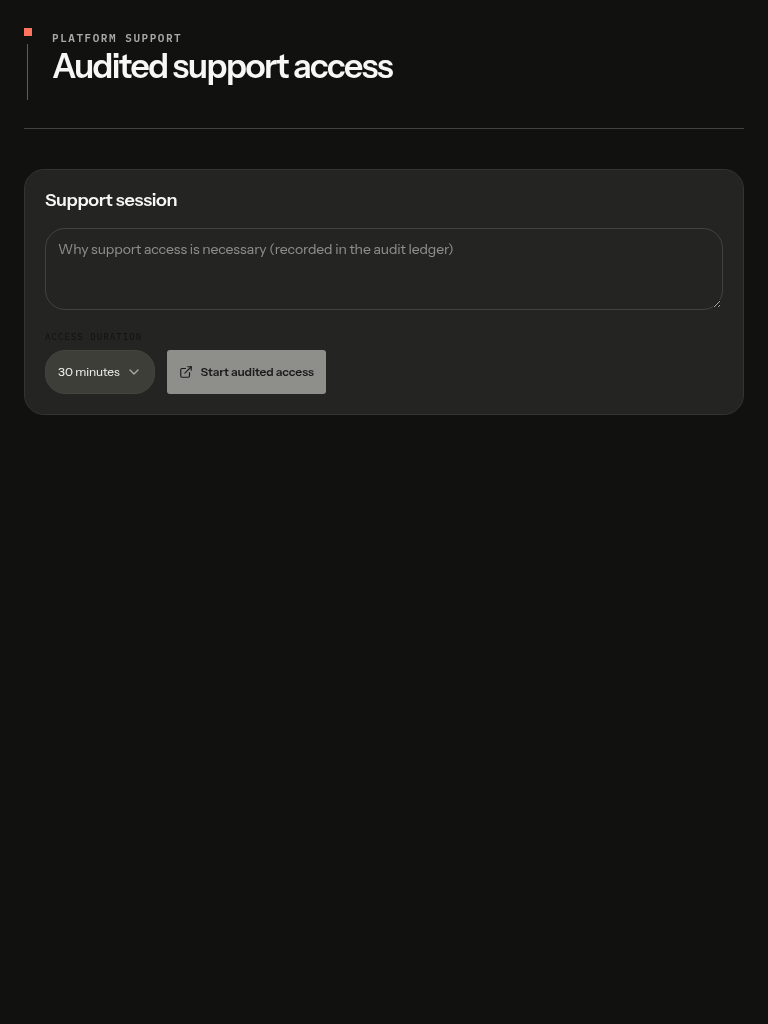 PLATFORM SUPPORT
Audited support access
Support session
Why support access is necessary (recorded in the audit ledger)
ACCESS DURATION
30 minutes
Start audited access